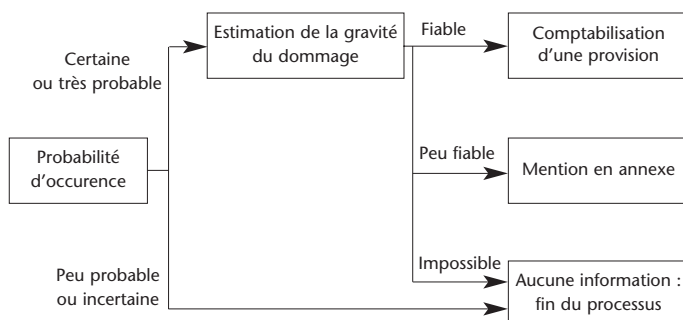 Estimation de la gravité
du dommage
Fiable
Comptabilisation
d'une provision
Certaine
ou très probable
Probabilité
d'occurence
Peu fiable
Mention en annexe
Peu probable
ou incertaine
Impossible
Aucune information :
fin du processus